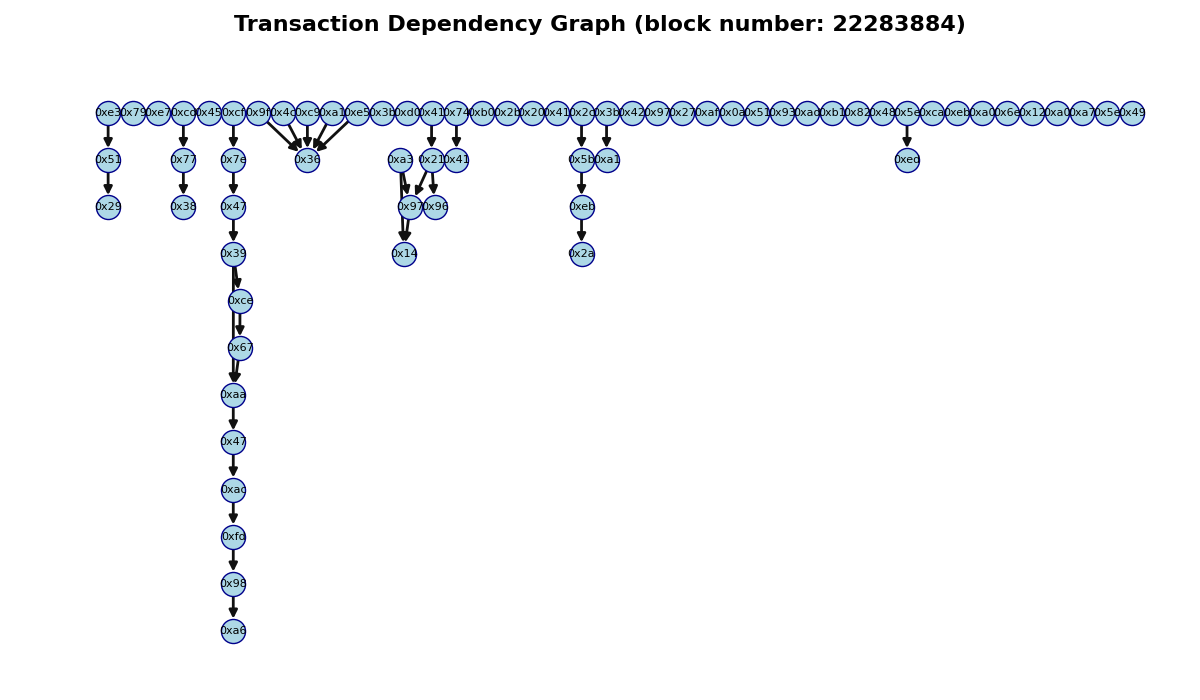 Transaction Dependency Graph (block number: 22283884)
0xe3 0x79 0xe7 0xcd 0x45 0xcf 0x9f 0x4c 0xc9 0xa1 0xe5 0x3b 0xd0 0x41 0x74 0xb0 0x2b 0x20 0x41 0x2c 0x3b 0x42 0x97 0x27 0xaf 0x0a 0x51 0x93 0xad 0xb1 0x82 0x48 0x5e 0xca 0xeb 0xa0 0x6e 0x12 0xa0 0xa7 0x5e 0x49
0x51 0x77 0x7e 0x36 0xa3 0x21 0x41 0x5b 0xa1 0xed
0x29 0x38 0x47 0x97 0x96 0xeb
0x39 0x14 0x2a
0xce
0x67
0xaa
0x47
0xac
0xfd
0x98
0xa6